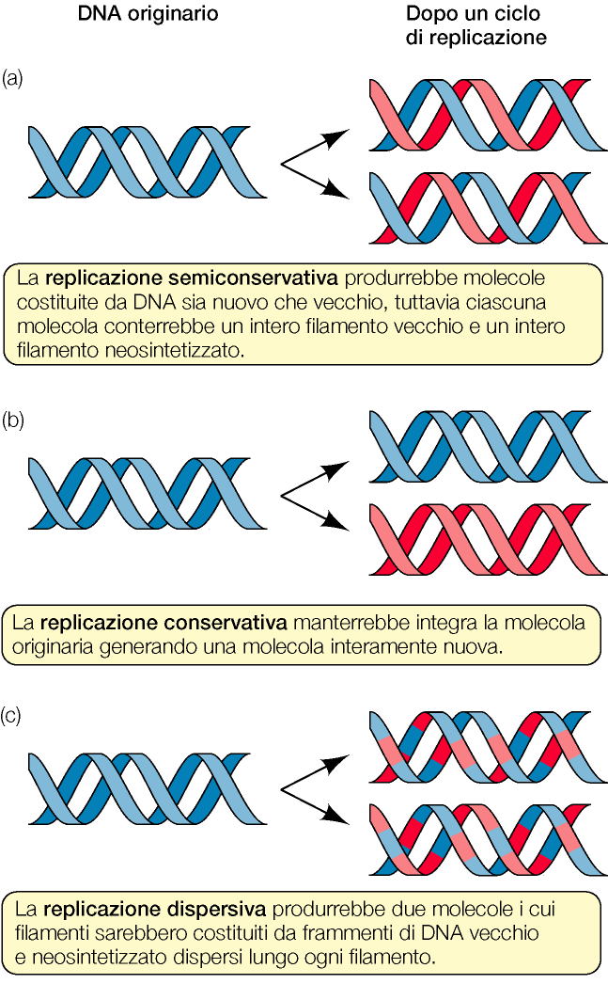 DNA originario
Dopo un ciclo
di replicazione
(a)
La replicazione semiconservativa produrrebbe molecole
costituite da DNA sia nuovo che vecchio, tuttavia ciascuna
molecola conterrebbe un intero filamento vecchio e un intero
filamento neosintetizzato.
(b)
La replicazione conservativa manterrebbe integra la molecola
originaria generando una molecola interamente nuova.
(c)
La replicazione dispersiva produrrebbe due molecole i cui
filamenti sarebbero costituiti da frammenti di DNA vecchio
e neosintetizzato dispersi lungo ogni filamento.